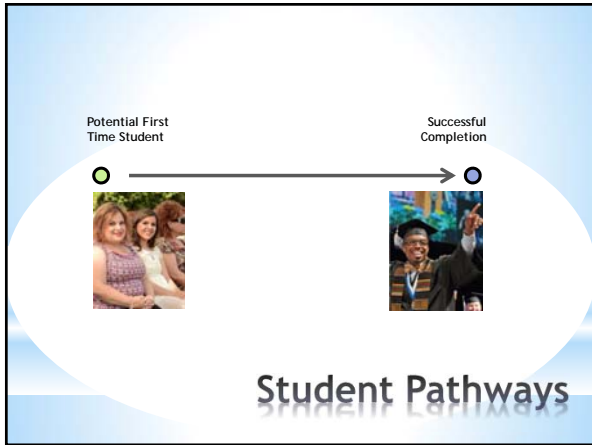 Potential First
Time Student
Successful
Completion
Student Pathways